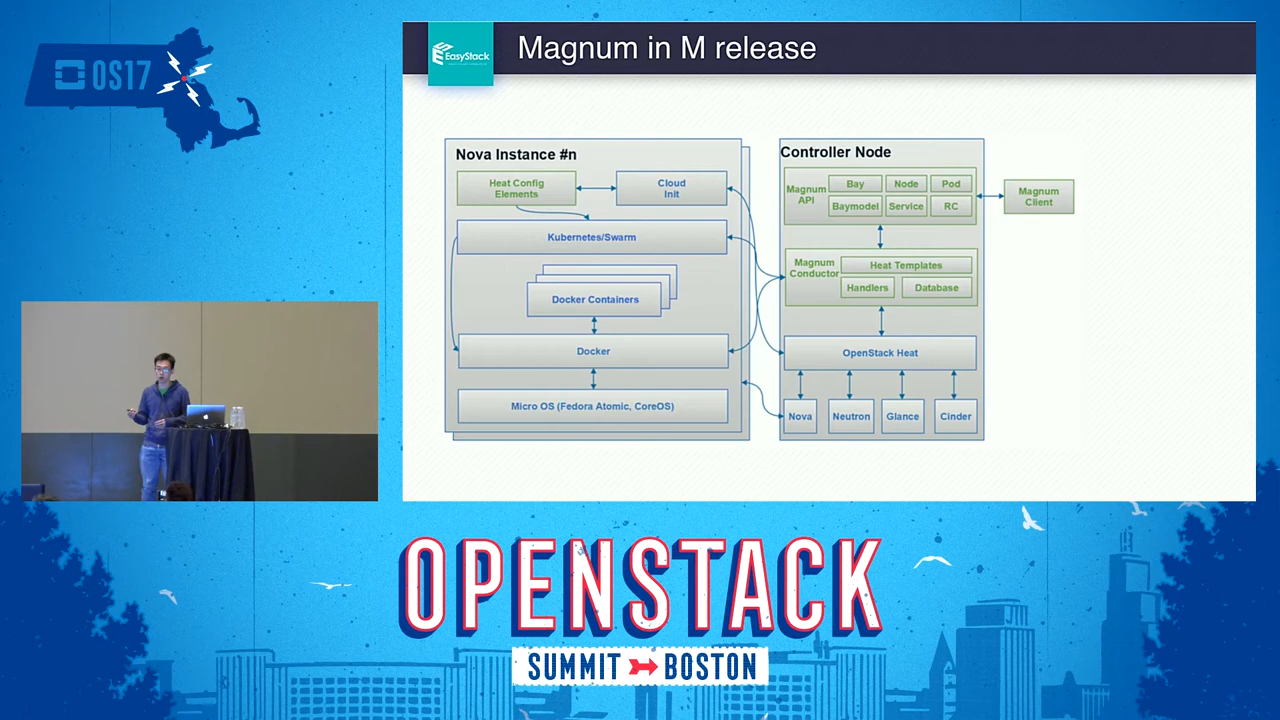 OS17
EasyStack
Magnum in M release
Nova Instance #n
Heat Config
Elements
Cloud
Init
Kubernetes/Swarm
Docker Containers
Docker
Micro OS (Fedora Atomic, CoreOS)
Controller Node
Magnum
API
Bay
Node
Pod
Baymodel
Service
RC
Magnum
Client
Magnum
Conductor
Heat Templates
Handlers
Database
OpenStack Heat
Nova
Neutron
Glance
Cinder
OPENSTACK
SUMMIT BOSTON